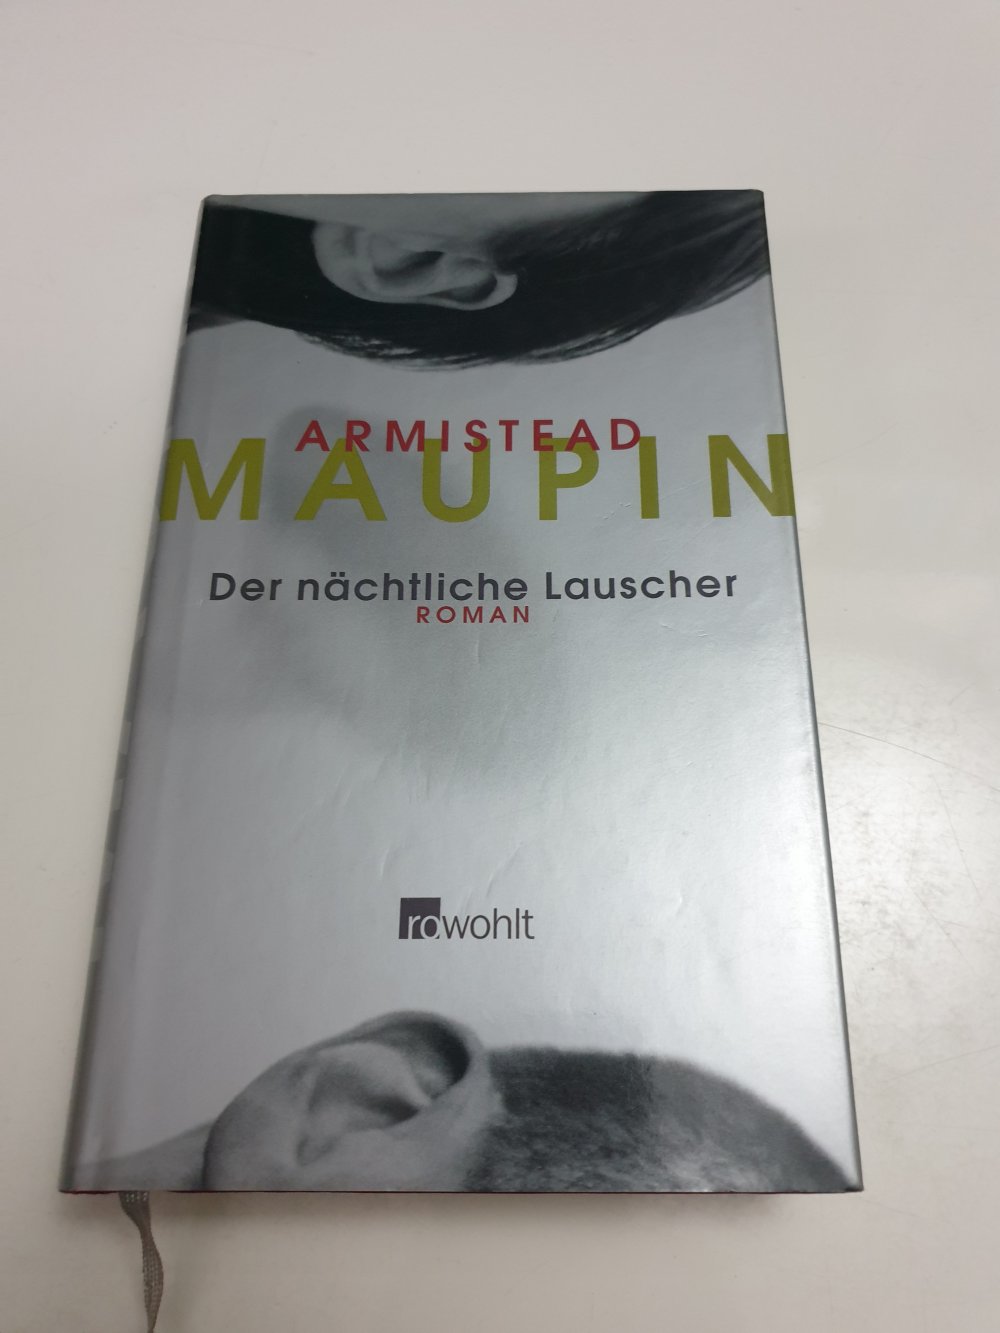 ARMISTEAD
MAUPIN
Der nächtliche Lauscher
ROMAN
rowohlt